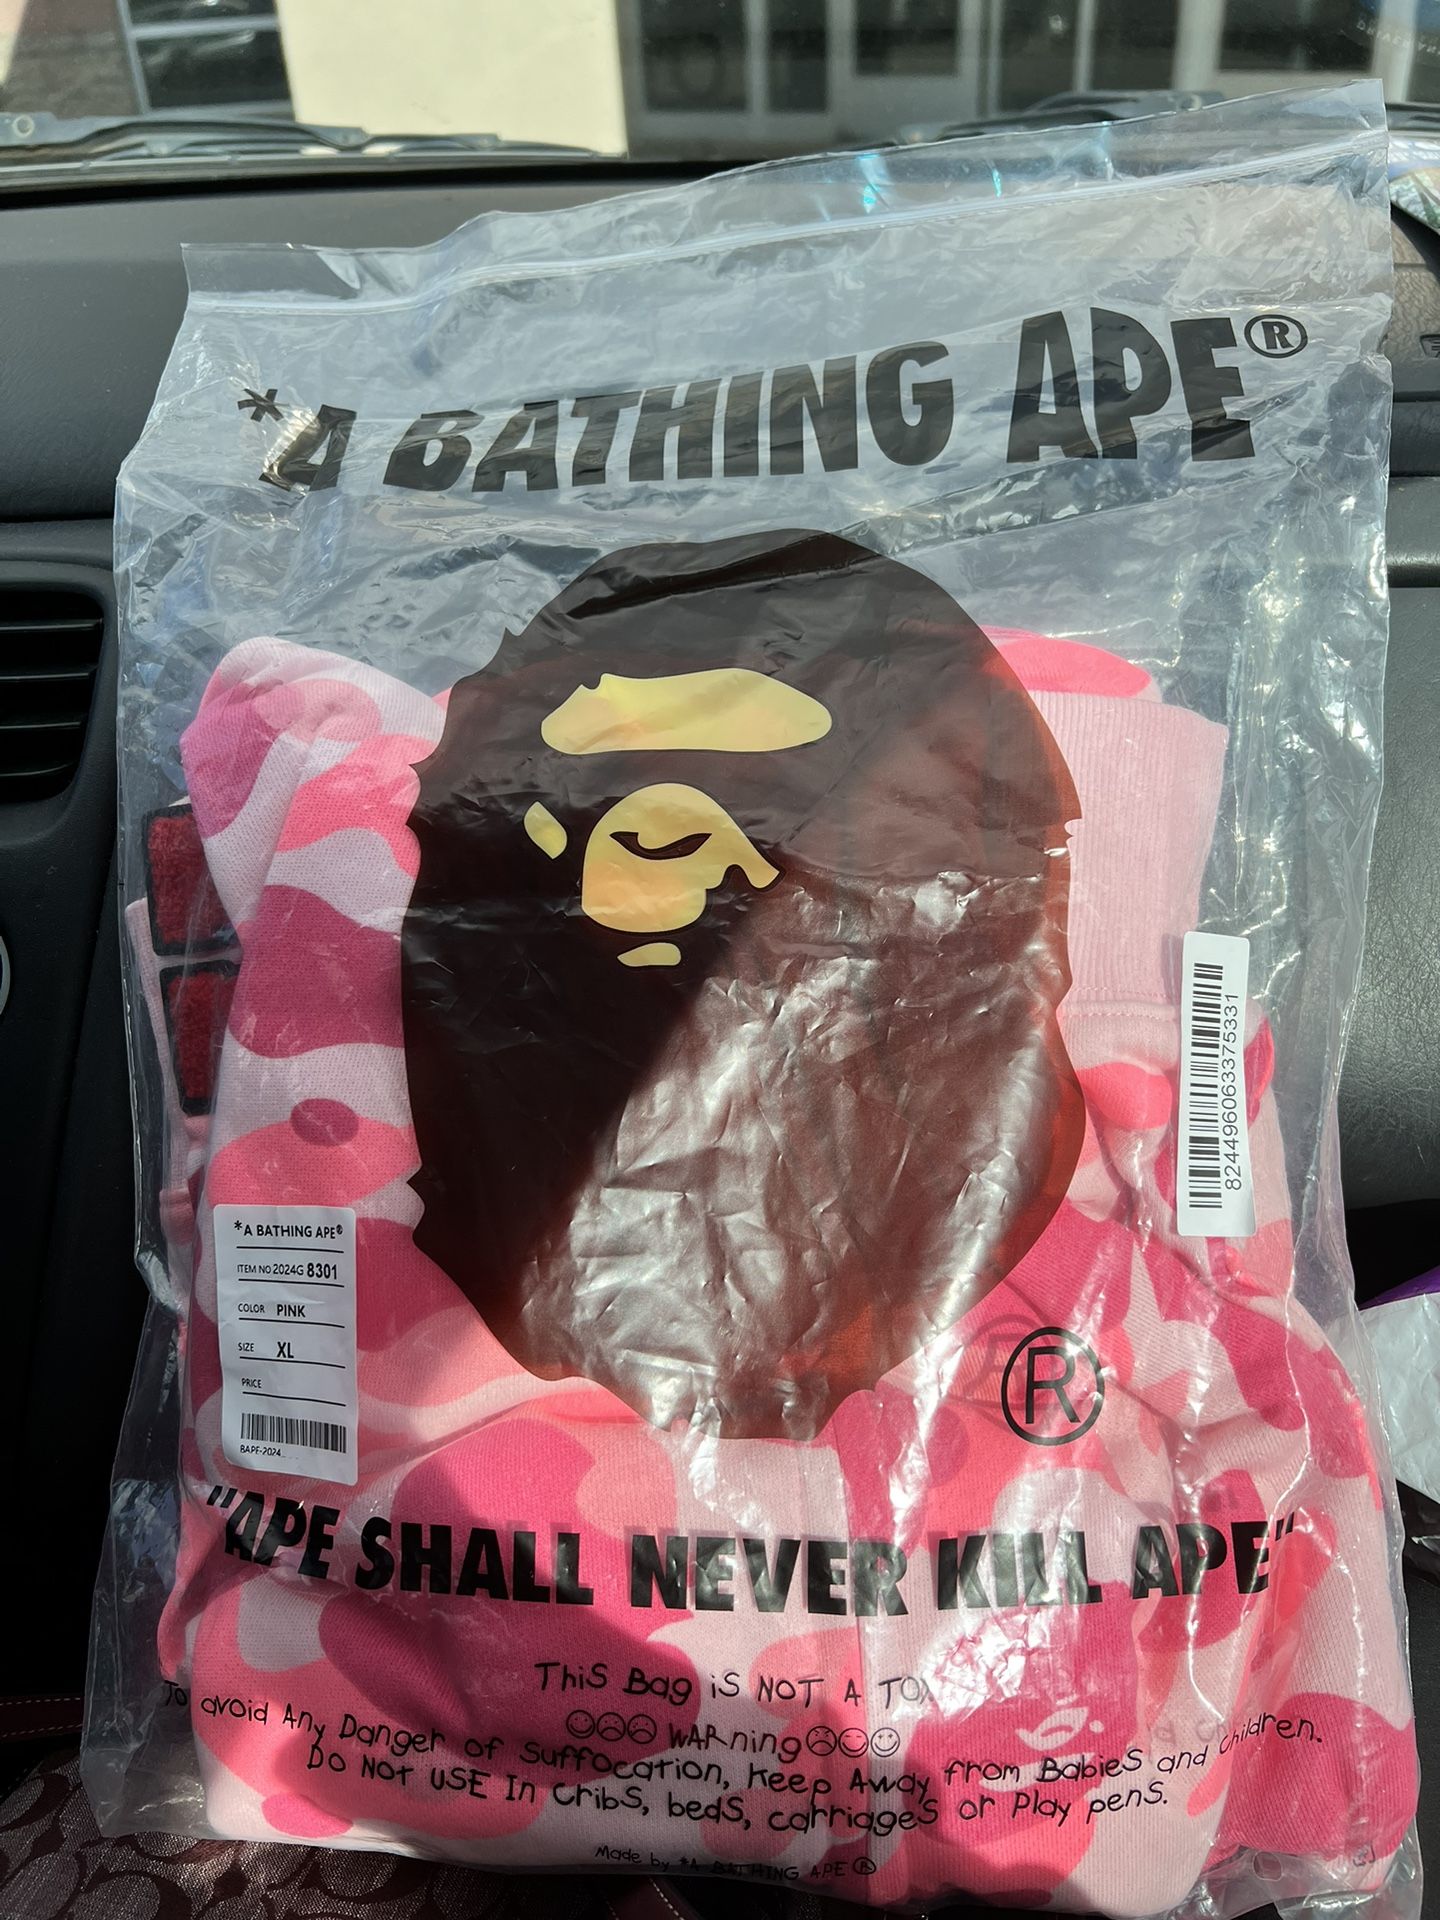 *A BATHING APE®
824496063375331
*A BATHING APE®
ITEM NO 2024G 8301
COLOR PINK
SIZE XL
PRICE
BAPE-2024
®
"APE SHALL NEVER KILL APE"
ThiS Bag iS NOT A TOY
WARning
To avoid Any Danger of Suffocation, Keep Away from BabieS and children.
Do NOT USE In CribS, bedS, carriageS or Play penS.
Made by *A BATHING APE®